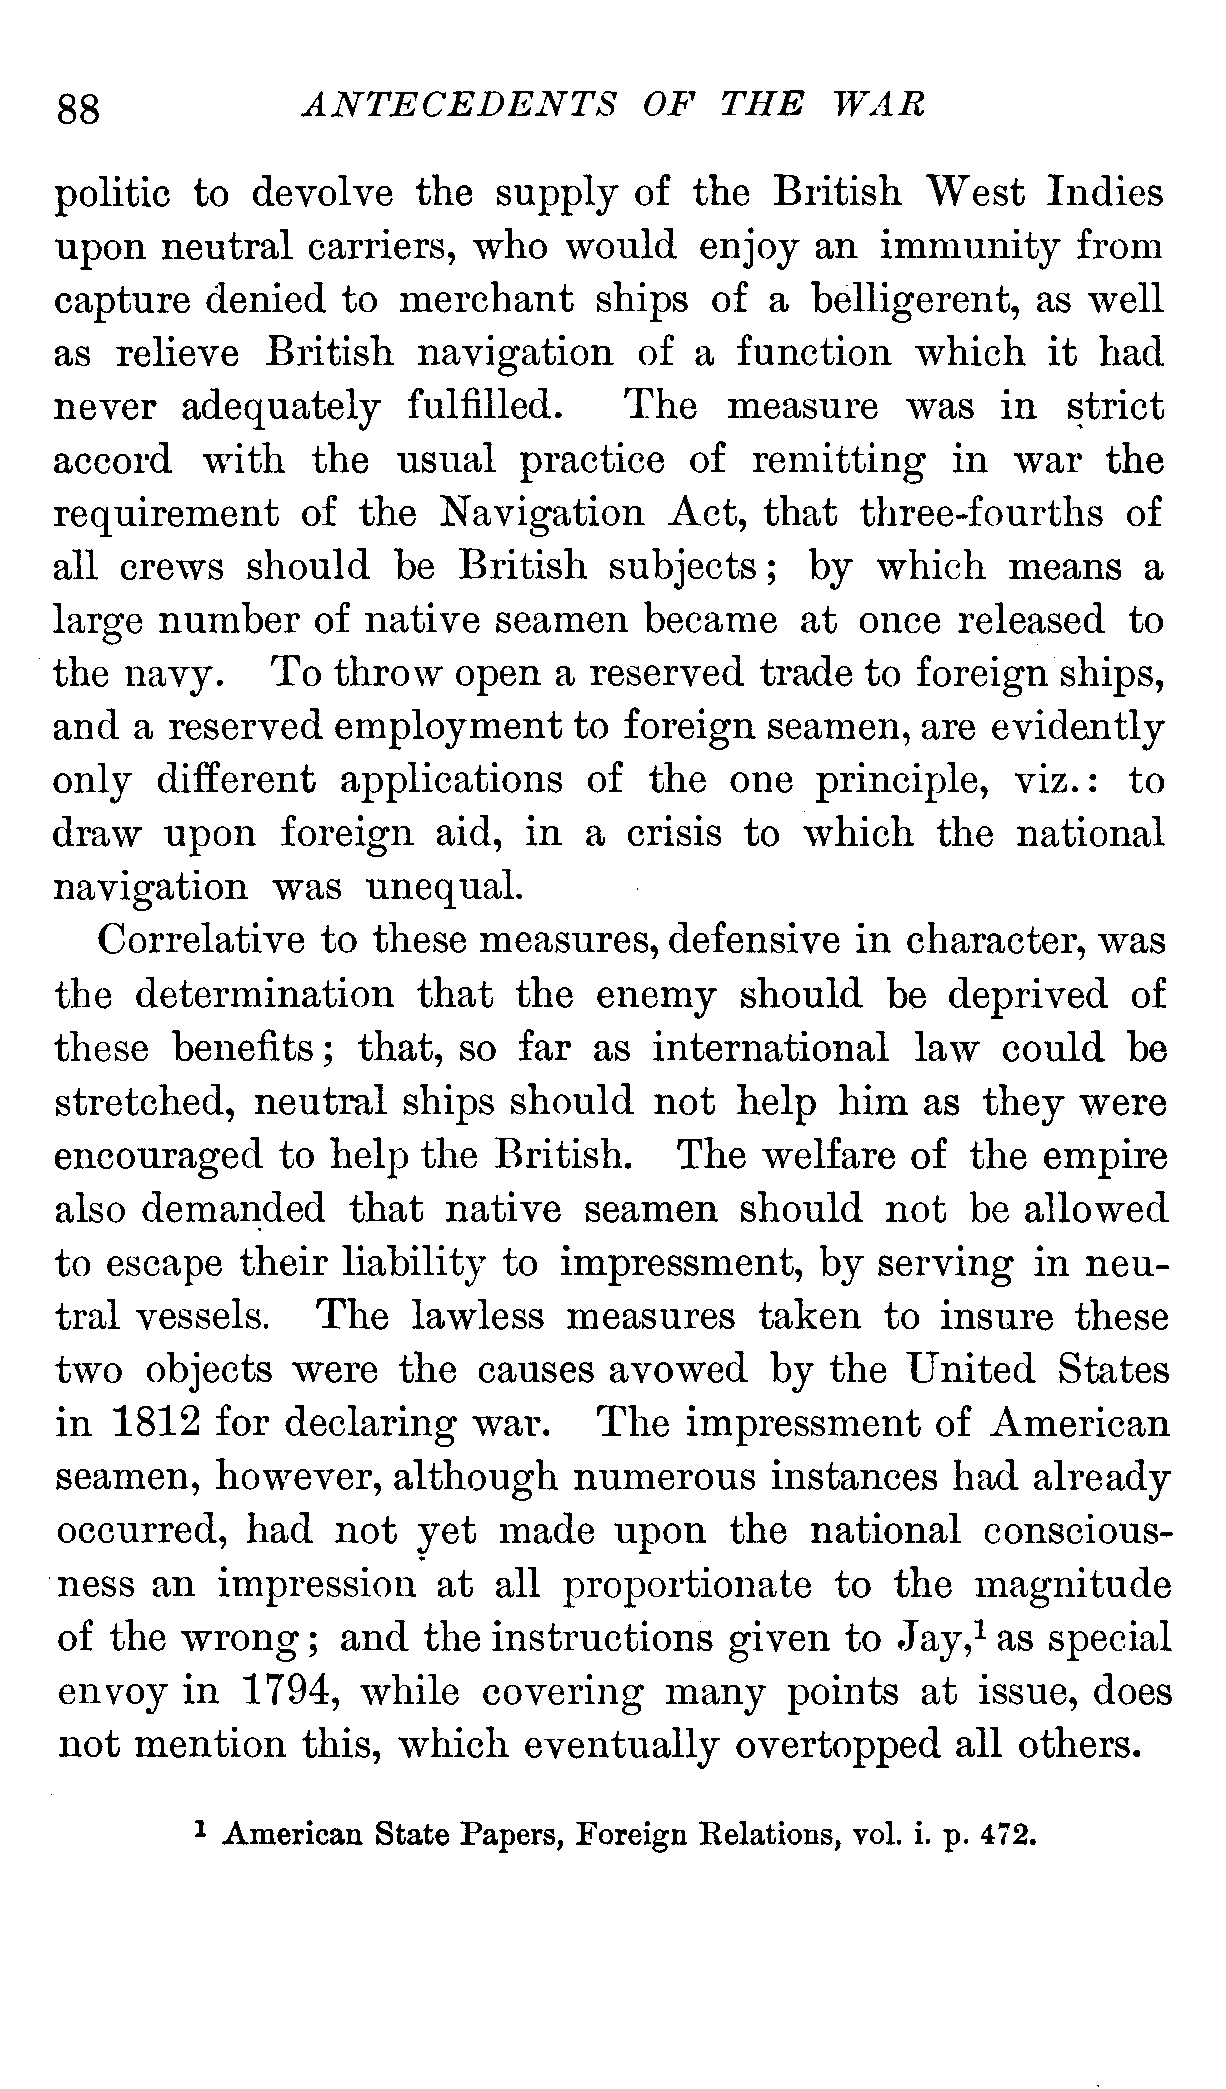 88 ANTECEDENTS OF THE WAR
politic to devolve the supply of the British West Indies
upon neutral carriers, who would enjoy an immunity from
capture denied to merchant ships of a belligerent, as well
as relieve British navigation of a function which it had
never adequately fulfilled. The measure was in strict
accord with the usual practice of remitting in war the
requirement of the Navigation Act, that three-fourths of
all crews should be British subjects; by which means a
large number of native seamen became at once released to
the navy. To throw open a reserved trade to foreign ships,
and a reserved employment to foreign seamen, are evidently
only different applications of the one principle, viz.: to
draw upon foreign aid, in a crisis to which the national
navigation was unequal.
Correlative to these measures, defensive in character, was
the determination that the enemy should be deprived of
these benefits; that, so far as international law could be
stretched, neutral ships should not help him as they were
encouraged to help the British. The welfare of the empire
also demanded that native seamen should not be allowed
to escape their liability to impressment, by serving in neu-
tral vessels. The lawless measures taken to insure these
two objects were the causes avowed by the United States
in 1812 for declaring war. The impressment of American
seamen, however, although numerous instances had already
occurred, had not yet made upon the national conscious-
ness an impression at all proportionate to the magnitude
of the wrong; and the instructions given to Jay,¹ as special
envoy in 1794, while covering many points at issue, does
not mention this, which eventually overtopped all others.
¹ American State Papers, Foreign Relations, vol. i. p. 472.